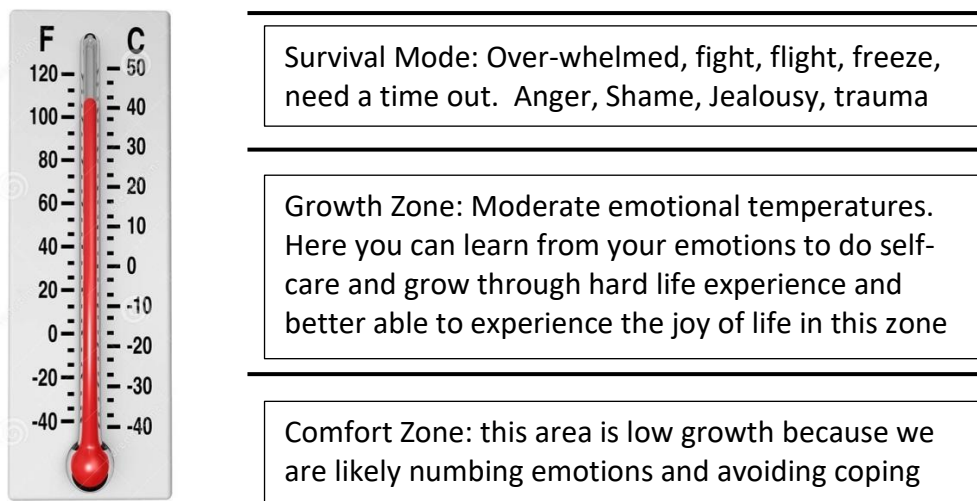 F C
120 50
100 40
80 30
60 20
40 10
20 0
0 -10
-20 -20
-40 -30
-40
Survival Mode: Over-whelmed, fight, flight, freeze,
need a time out.  Anger, Shame, Jealousy, trauma
Growth Zone: Moderate emotional temperatures.
Here you can learn from your emotions to do self-
care and grow through hard life experience and
better able to experience the joy of life in this zone
Comfort Zone: this area is low growth because we
are likely numbing emotions and avoiding coping